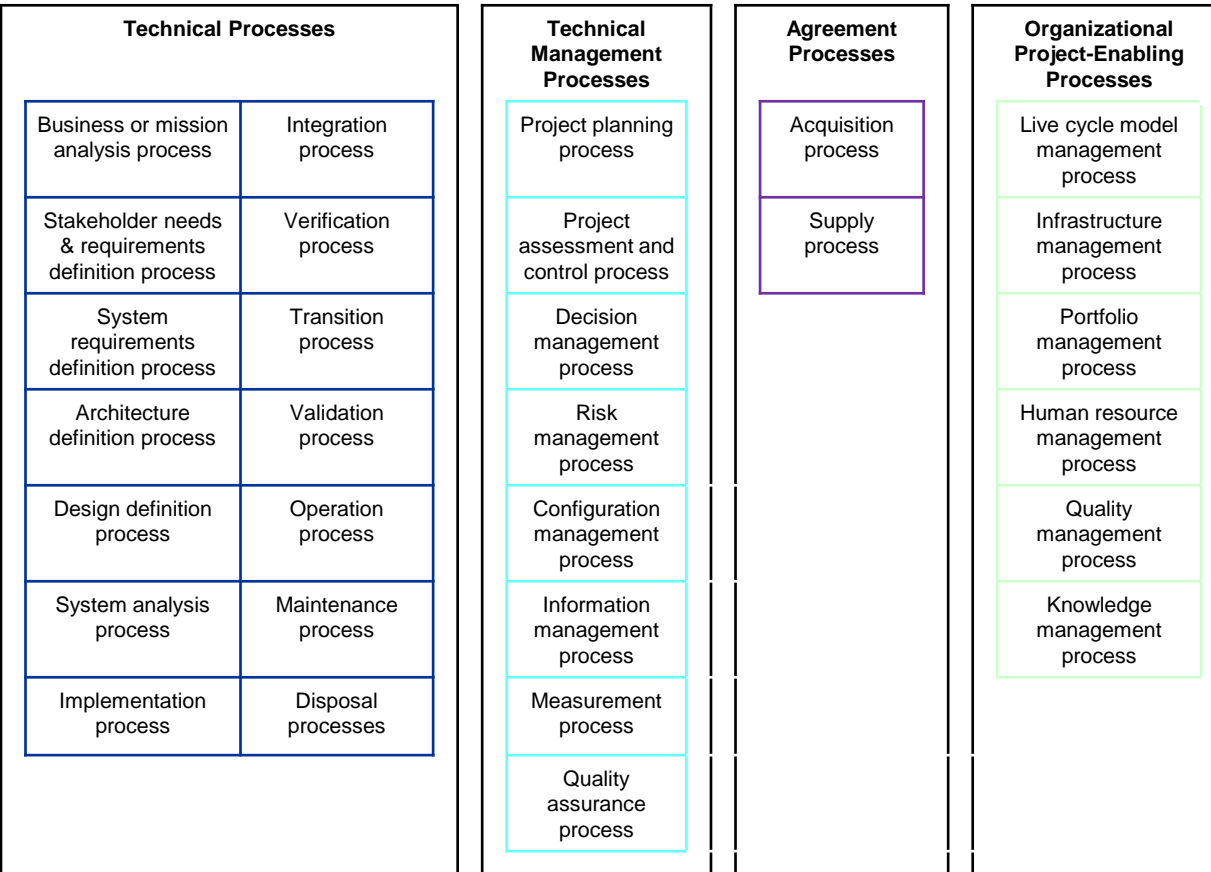 Technical Processes
Business or mission
analysis process
Integration
process
Stakeholder needs
& requirements
definition process
Verification
process
System
requirements
definition process
Transition
process
Architecture
definition process
Validation
process
Design definition
process
Operation
process
System analysis
process
Maintenance
process
Implementation
process
Disposal
processes
Technical
Management
Processes
Project planning
process
Project
assessment and
control process
Decision
management
process
Risk
management
process
Configuration
management
process
Information
management
process
Measurement
process
Quality
assurance
process
Agreement
Processes
Acquisition
process
Supply
process
Organizational
Project-Enabling
Processes
Live cycle model
management
process
Infrastructure
management
process
Portfolio
management
process
Human resource
management
process
Quality
management
process
Knowledge
management
process